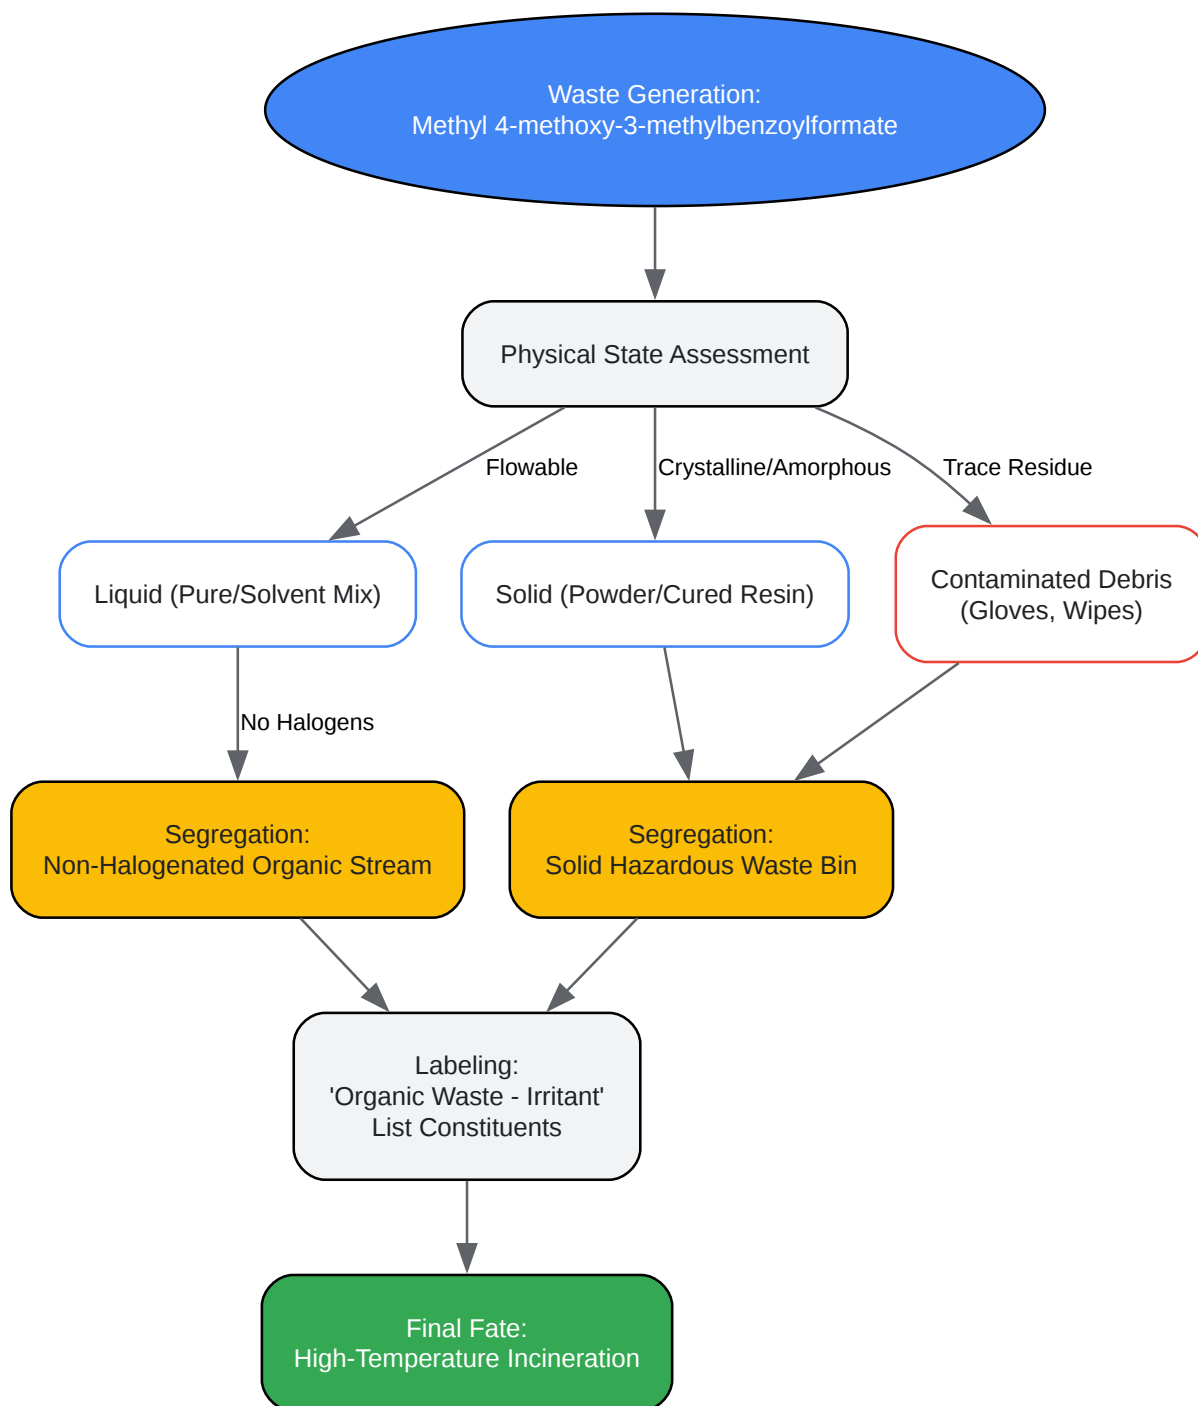 Waste Generation:
Methyl 4-methoxy-3-methylbenzoylformate
Physical State Assessment
Flowable
Crystalline/Amorphous
Trace Residue
Liquid (Pure/Solvent Mix)
Solid (Powder/Cured Resin)
Contaminated Debris
(Gloves, Wipes)
No Halogens
Segregation:
Non-Halogenated Organic Stream
Segregation:
Solid Hazardous Waste Bin
Labeling:
'Organic Waste - Irritant'
List Constituents
Final Fate:
High-Temperature Incineration